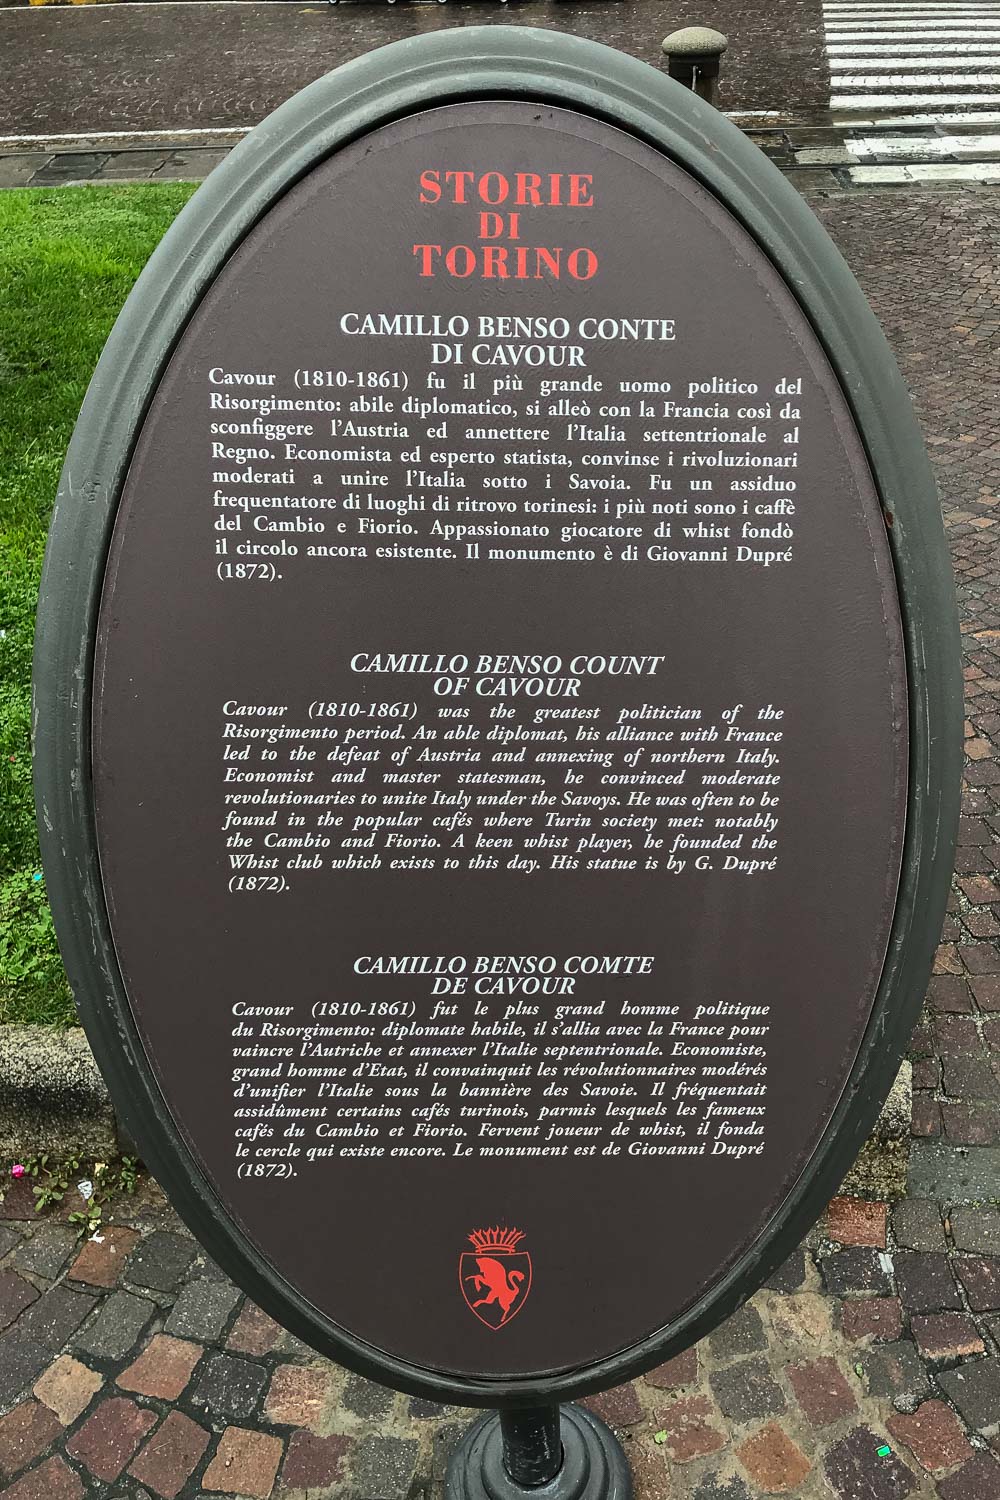 STORIE
DI
TORINO
CAMILLO BENSO CONTE
DI CAVOUR
Cavour (1810-1861) fu il più grande uomo politico del
Risorgimento: abile diplomatico, si alleò con la Francia così da
sconfiggere l'Austria ed annettere l'Italia settentrionale al
Regno. Economista ed esperto statista, convinse i rivoluzionari
moderati a unire l'Italia sotto i Savoia. Fu un assiduo
frequentatore di luoghi di ritrovo torinesi: i più noti sono i caffè
del Cambio e Fiorio. Appassionato giocatore di whist fondò
il circolo ancora esistente. Il monumento è di Giovanni Dupré
(1872).
CAMILLO BENSO COUNT
OF CAVOUR
Cavour (1810-1861) was the greatest politician of the
Risorgimento period. An able diplomat, his alliance with France
led to the defeat of Austria and annexing of northern Italy.
Economist and master statesman, he convinced moderate
revolutionaries to unite Italy under the Savoys. He was often to be
found in the popular cafés where Turin society met: notably
the Cambio and Fiorio. A keen whist player, he founded the
Whist club which exists to this day. His statue is by G. Dupré
(1872).
CAMILLO BENSO COMTE
DE CAVOUR
Cavour (1810-1861) fut le plus grand homme politique
du Risorgimento: diplomate habile, il s'allia avec la France pour
vaincre l'Autriche et annexer l'Italie septentrionale. Economiste,
grand homme d'Etat, il convainquit les révolutionnaires modérés
d'unifier l'Italie sous la bannière des Savoie. Il fréquentait
assidûment certains cafés turinois, parmis lesquels les fameux
cafés du Cambio et Fiorio. Fervent joueur de whist, il fonda
le cercle qui existe encore. Le monument est de Giovanni Dupré
(1872).